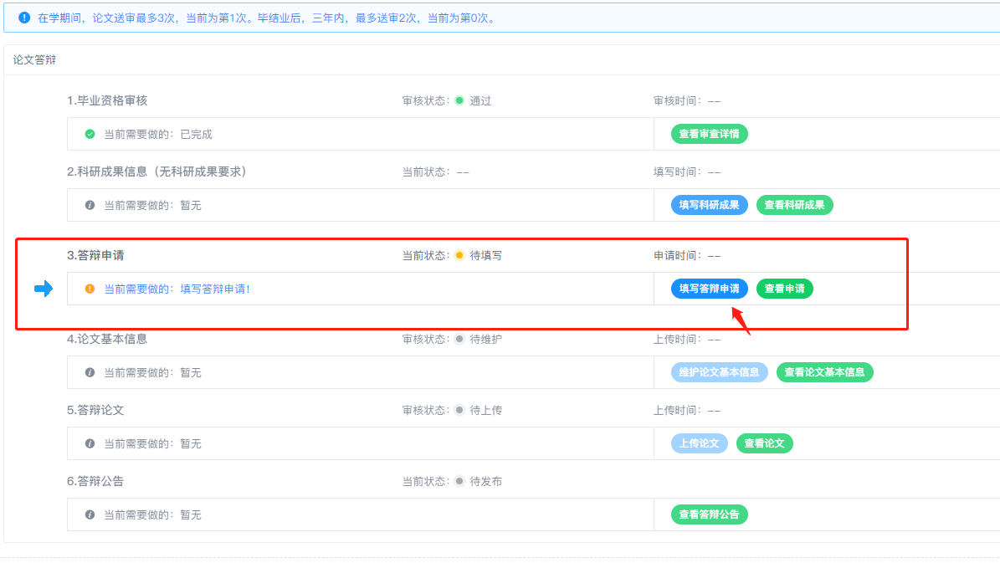 在学期间，论文送审最多3次，当前为第1次。毕结业后，三年内，最多送审2次，当前为第0次。
论文答辩
1.毕业资格审核 审核状态： 通过 审核时间：--
当前需要做的：已完成 查看审查详情
2.科研成果信息（无科研成果要求） 当前状态：-- 填写时间：--
当前需要做的：暂无 填写科研成果 查看科研成果
3.答辩申请 当前状态： 待填写 申请时间：--
当前需要做的：填写答辩申请！ 填写答辩申请 查看申请
4.论文基本信息 审核状态： 待维护 上传时间：--
当前需要做的：暂无 维护论文基本信息 查看论文基本信息
5.答辩论文 审核状态： 待上传 上传时间：--
当前需要做的：暂无 上传论文 查看论文
6.答辩公告 当前状态： 待发布
当前需要做的：暂无 查看答辩公告